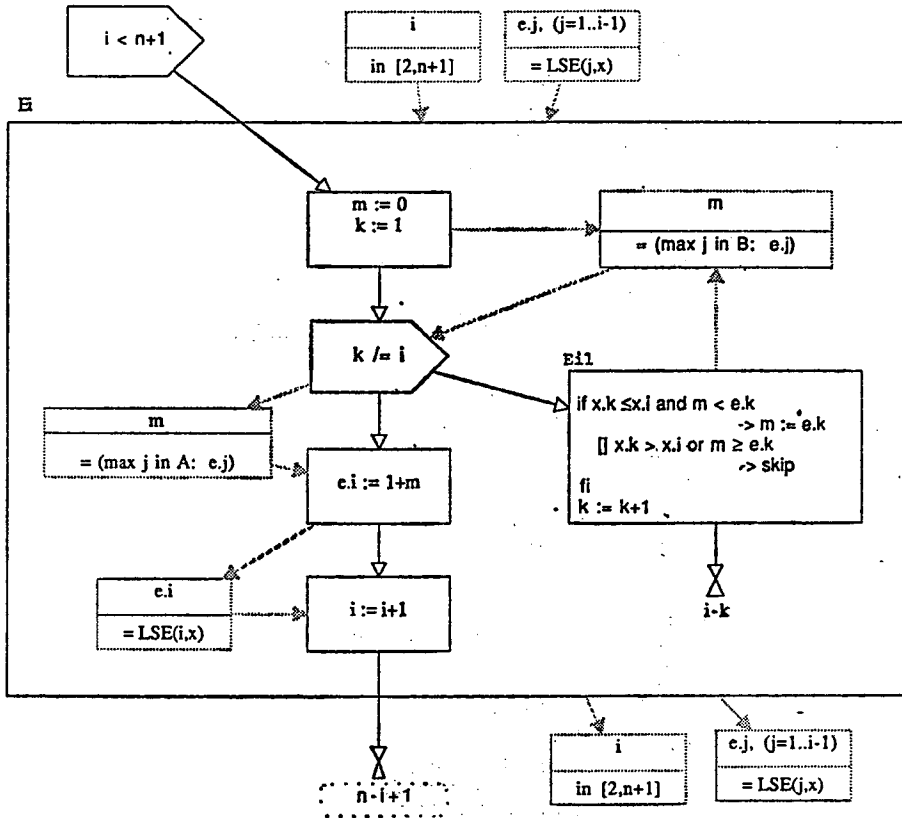 i < n+1
i
in [2,n+1]
e.j, (j=1..i-1)
= LSE(j,x)
Ei
m := 0
k := 1
m
= (max j in B: e.j)
k /= i
Ei1
if x.k ≤x.i and m < e.k
-> m := e.k
[] x.k > x.i or m ≥ e.k
-> skip
fi
k := k+1
m
= (max j in A: e.j)
e.i := 1+m
e.i
= LSE(i,x)
i := i+1
i-k
n-i+1
i
in [2,n+1]
e.j, (j=1..i-1)
= LSE(j,x)